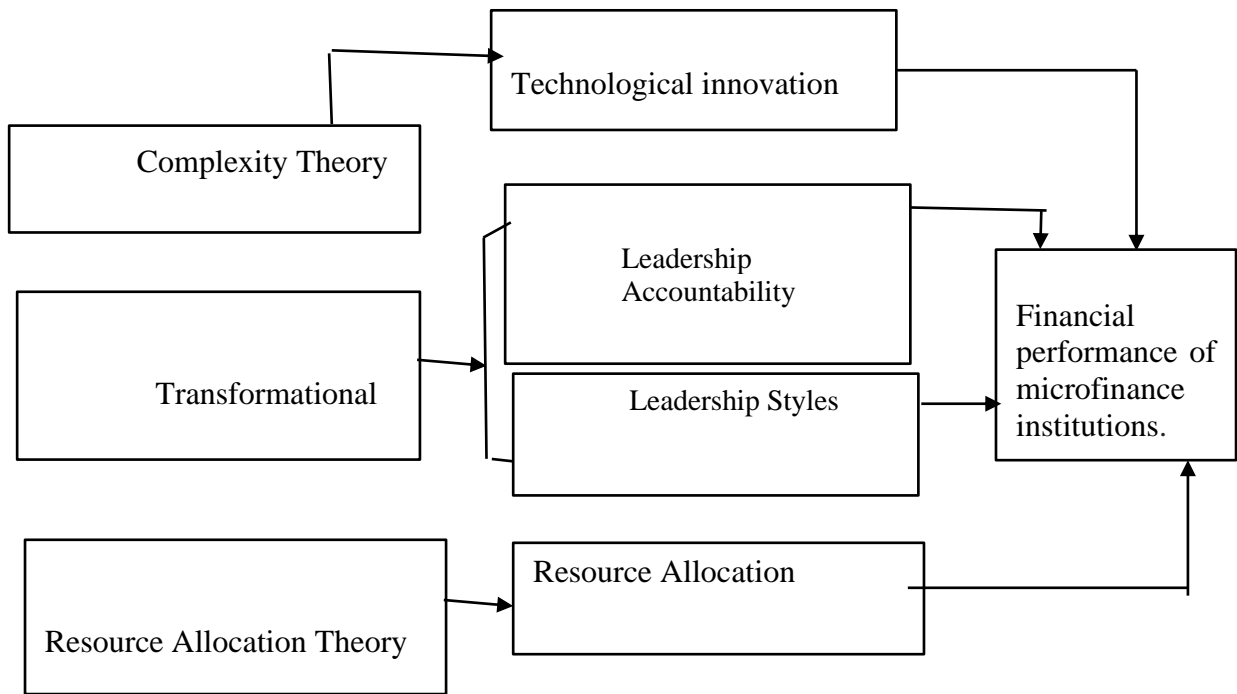 Technological innovation
Complexity Theory
Leadership
Accountability
Transformational
Leadership Styles
Financial
performance of
microfinance
institutions.
Resource Allocation Theory
Resource Allocation